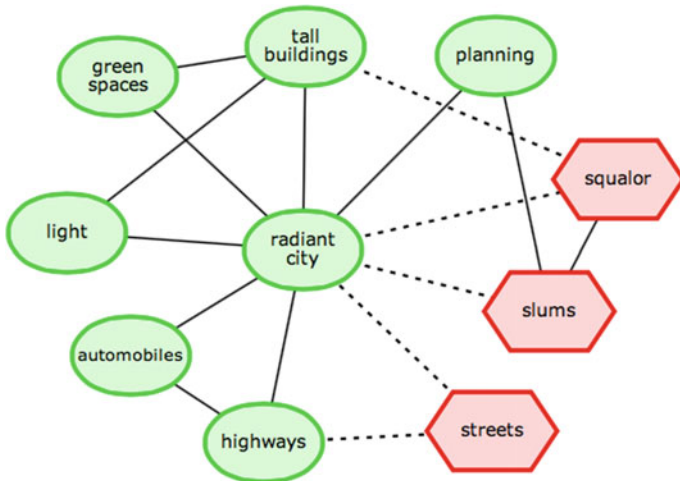 tall
buildings
planning
green
spaces
squalor
light
radiant
city
slums
automobiles
streets
highways